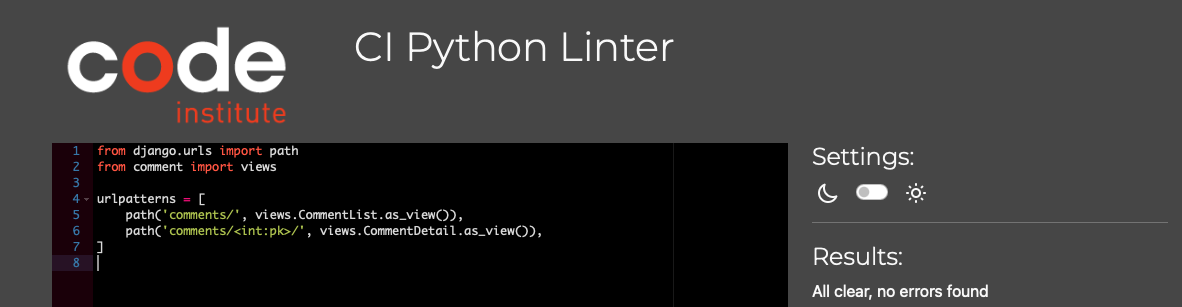 code
institute
CI Python Linter
1 from django.urls import path
2 from comment import views
3
4 urlpatterns = [
5     path('comments/', views.CommentList.as_view()),
6     path('comments/<int:pk>/', views.CommentDetail.as_view()),
7 ]
8
Settings:
Results:
All clear, no errors found